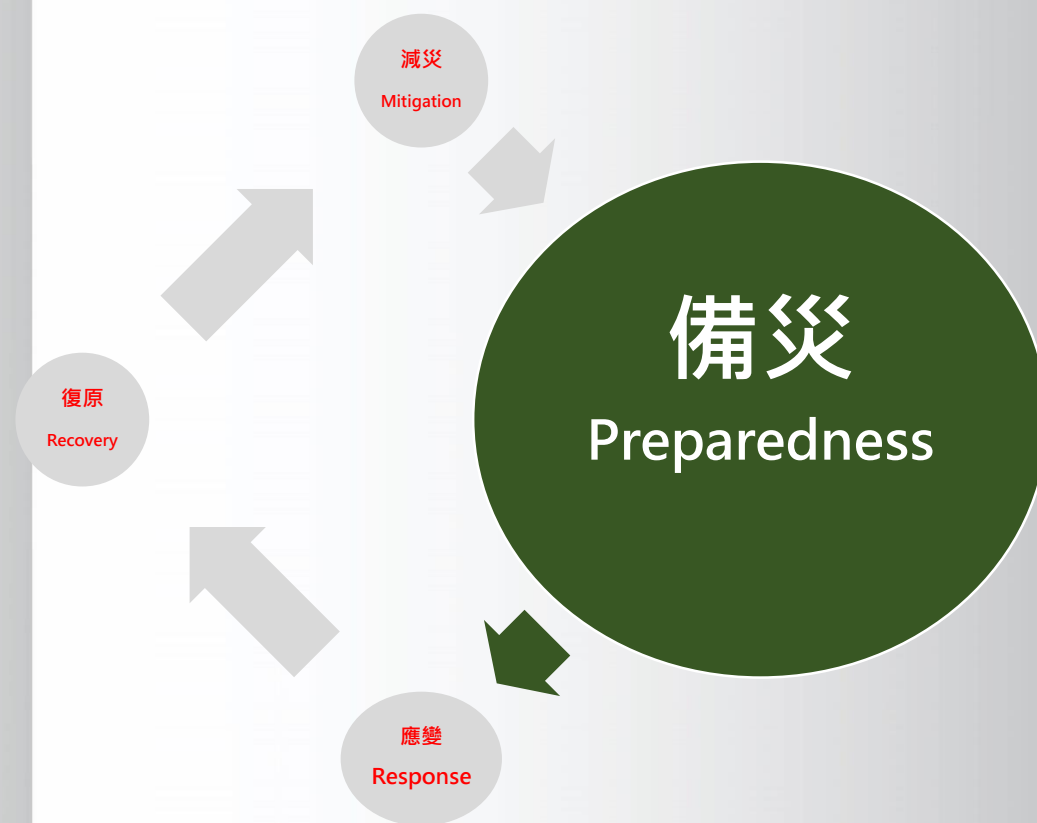 減災
Mitigation
備災
Preparedness
復原
Recovery
應變
Response